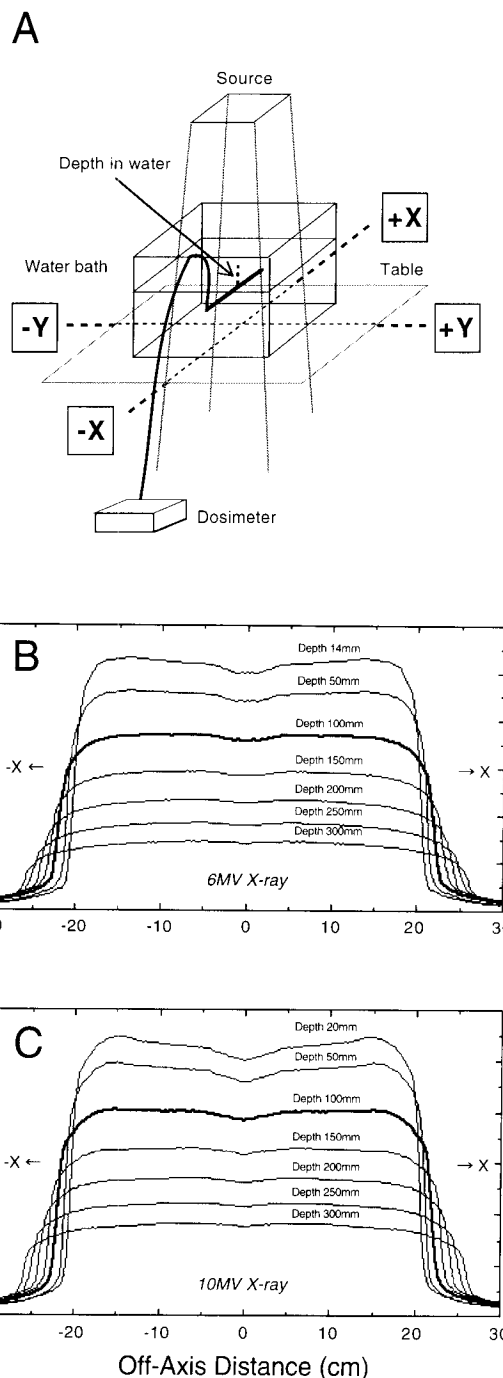 A
Source
Depth in water
+X
Water bath
Table
-Y
+Y
-X
Dosimeter
B
Depth 14mm
Depth 50mm
Depth 100mm
-X ←
Depth 150mm
→ X
Depth 200mm
Depth 250mm
Depth 300mm
6MV X-ray
-20
-10
0
10
20
C
Depth 20mm
Depth 50mm
Depth 100mm
Depth 150mm
-X ←
→ X
Depth 200mm
Depth 250mm
Depth 300mm
10MV X-ray
-20
-10
0
10
20
30
Off-Axis Distance (cm)